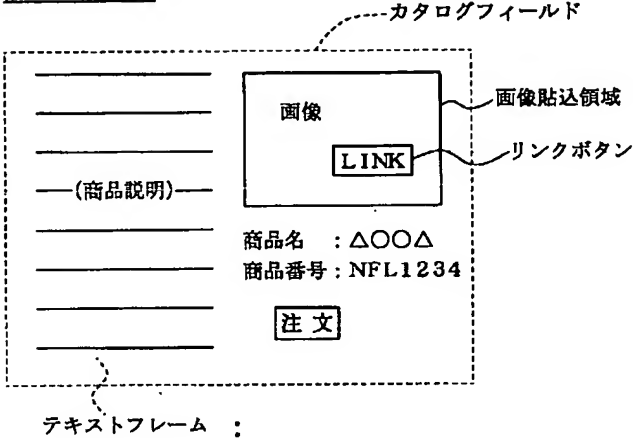 カタログフィールド
画像
画像貼込領域
LINK
リンクボタン
(商品説明)
商品名 :△○○△
商品番号:NFL1234
注文
テキストフレーム :